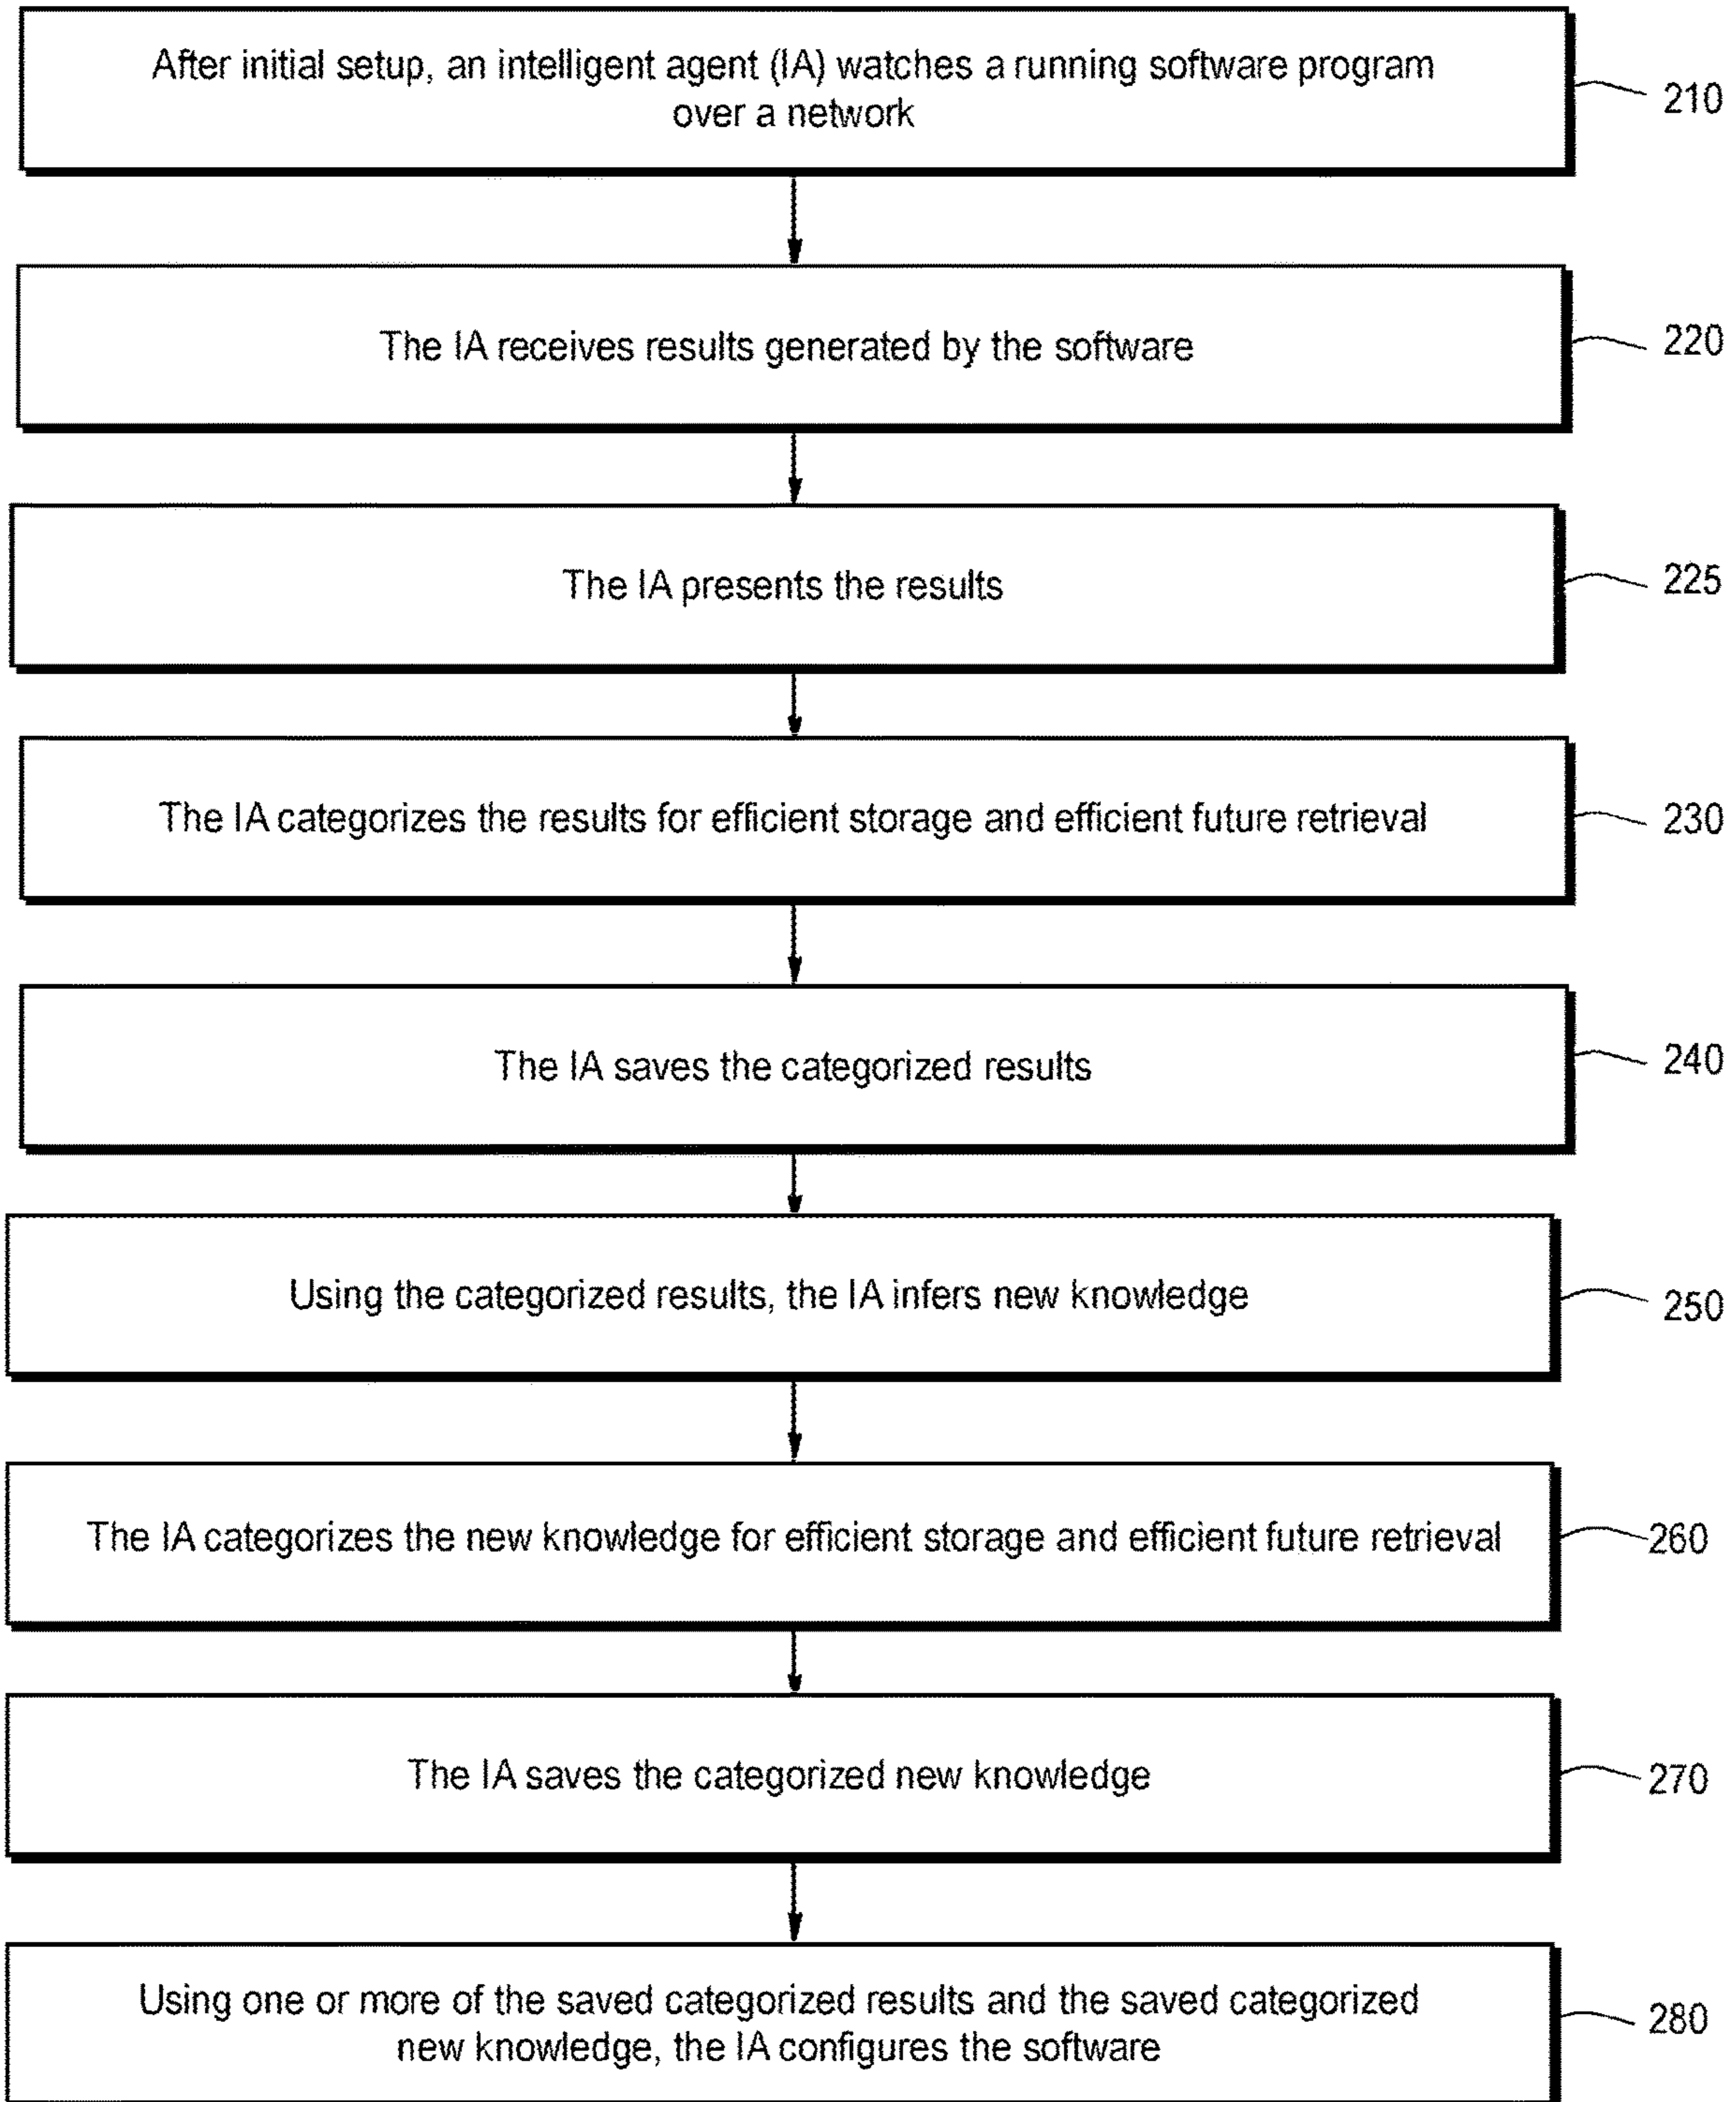 After initial setup, an intelligent agent (IA) watches a running software program
over a network
210
The IA receives results generated by the software
220
The IA presents the results
225
The IA categorizes the results for efficient storage and efficient future retrieval
230
The IA saves the categorized results
240
Using the categorized results, the IA infers new knowledge
250
The IA categorizes the new knowledge for efficient storage and efficient future retrieval
260
The IA saves the categorized new knowledge
270
Using one or more of the saved categorized results and the saved categorized
new knowledge, the IA configures the software
280